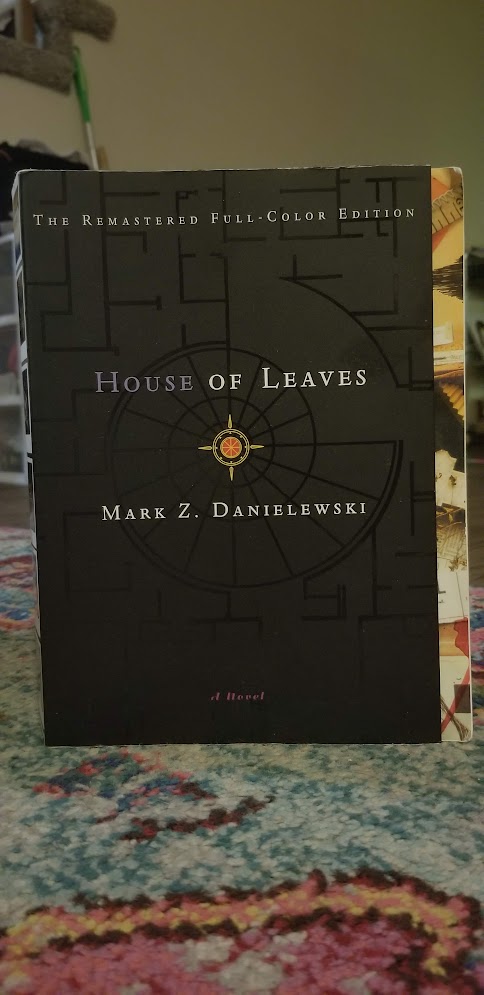 The Remastered Full-Color Edition
House of Leaves
Mark Z. Danielewski
A Novel